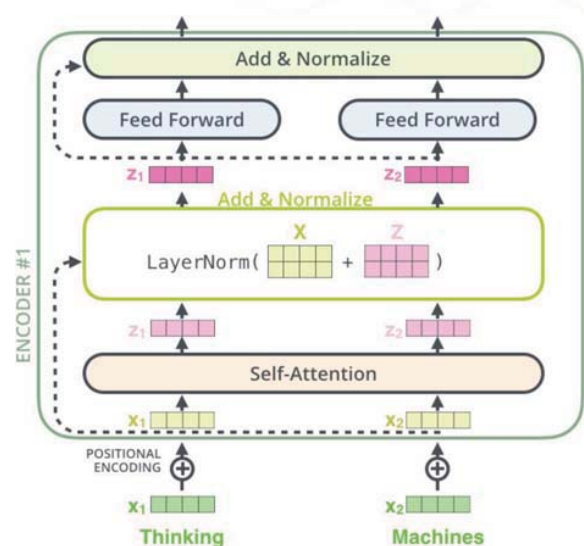 Add & Normalize
Feed Forward Feed Forward
z₁ z₂
Add & Normalize
X Z
LayerNorm( + )
z₁ z₂
Self-Attention
x₁ x₂
ENCODER #1
POSITIONAL
ENCODING
x₁ x₂
Thinking Machines